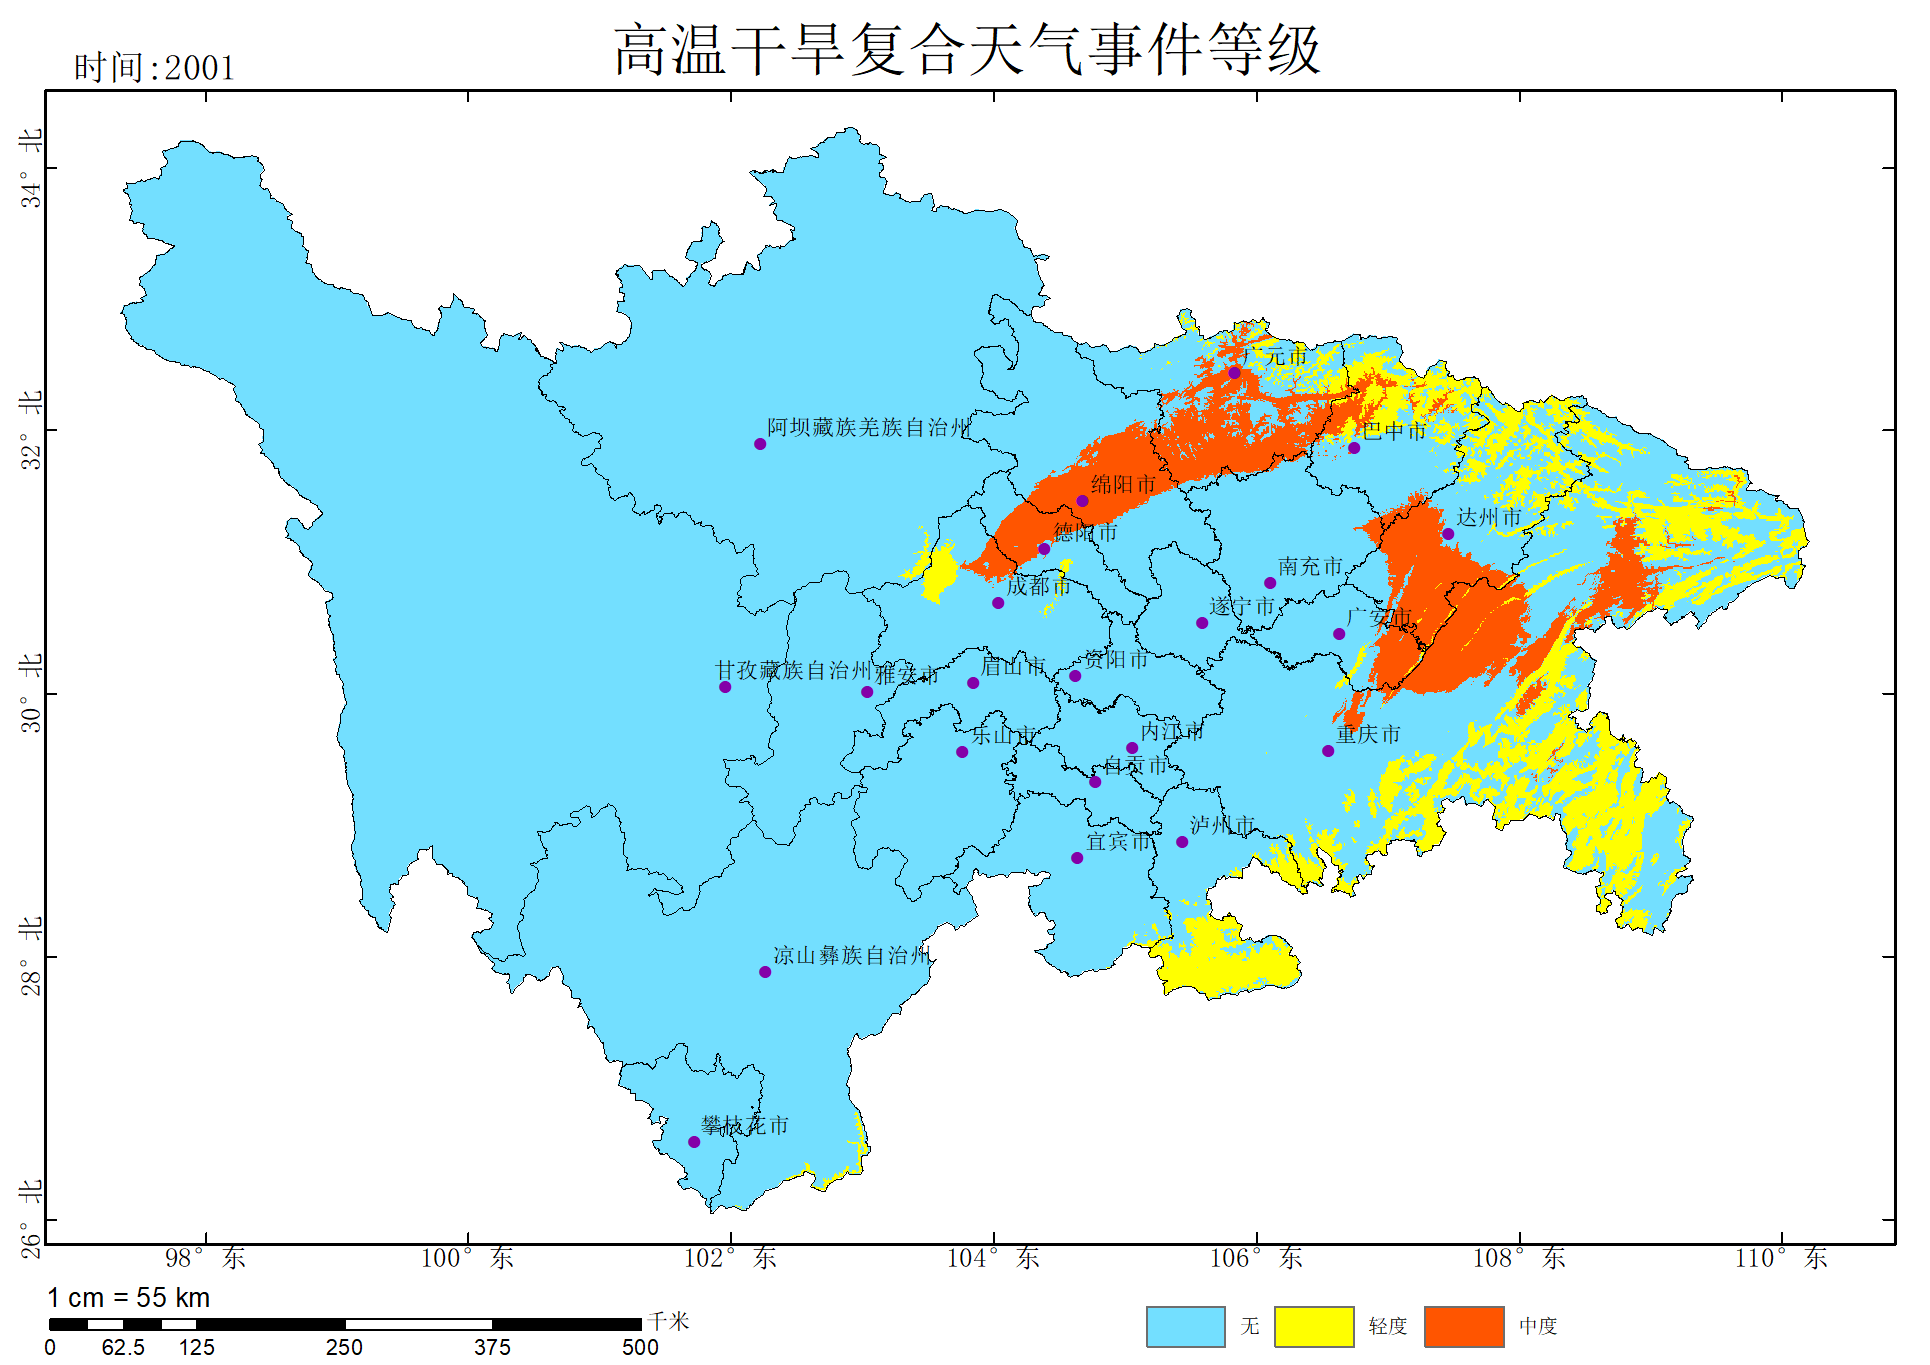 高温干旱复合天气事件等级
时间:2001
34° 北
32° 北
30° 北
28° 北
26° 北
广元市
阿坝藏族羌族自治州
巴中市
绵阳市
达州市
德阳市
南充市
成都市
遂宁市
广安市
甘孜藏族自治州
雅安市
眉山市
资阳市
乐山市
内江市
重庆市
自贡市
泸州市
宜宾市
凉山彝族自治州
攀枝花市
98° 东
100° 东
102° 东
104° 东
106° 东
108° 东
110° 东
1 cm = 55 km
千米
0 62.5 125 250 375 500
无 轻度 中度